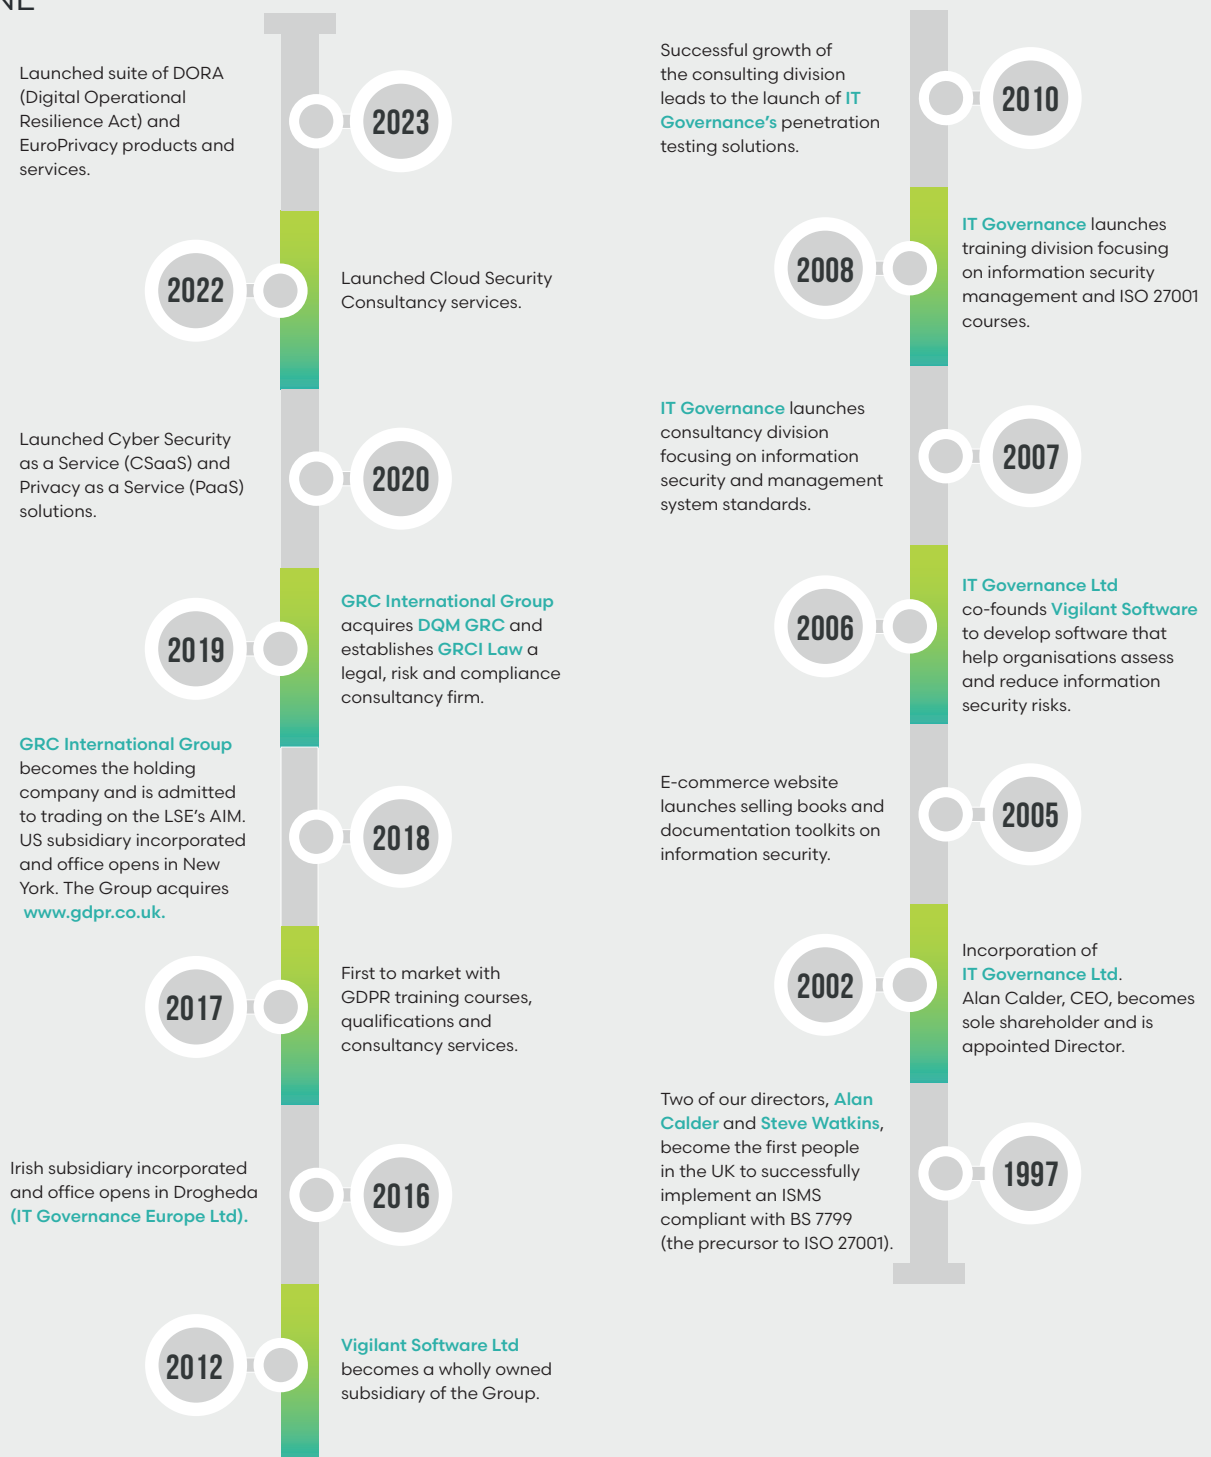 Launched suite of DORA
(Digital Operational
Resilience Act) and
EuroPrivacy products and
services.
2023
2022
Launched Cloud Security
Consultancy services.
Launched Cyber Security
as a Service (CSaaS) and
Privacy as a Service (PaaS)
solutions.
2020
2019
GRC International Group
acquires DQM GRC and
establishes GRCI Law a
legal, risk and compliance
consultancy firm.
GRC International Group
becomes the holding
company and is admitted
to trading on the LSE’s AIM.
US subsidiary incorporated
and office opens in New
York. The Group acquires
www.gdpr.co.uk.
2018
2017
First to market with
GDPR training courses,
qualifications and
consultancy services.
Irish subsidiary incorporated
and office opens in Drogheda
(IT Governance Europe Ltd).
2016
2012
Vigilant Software Ltd
becomes a wholly owned
subsidiary of the Group.
Successful growth of
the consulting division
leads to the launch of IT
Governance’s penetration
testing solutions.
2010
2008
IT Governance launches
training division focusing
on information security
management and ISO 27001
courses.
IT Governance launches
consultancy division
focusing on information
security and management
system standards.
2007
2006
IT Governance Ltd
co-founds Vigilant Software
to develop software that
help organisations assess
and reduce information
security risks.
E-commerce website
launches selling books and
documentation toolkits on
information security.
2005
2002
Incorporation of
IT Governance Ltd.
Alan Calder, CEO, becomes
sole shareholder and is
appointed Director.
Two of our directors, Alan
Calder and Steve Watkins,
become the first people
in the UK to successfully
implement an ISMS
compliant with BS 7799
(the precursor to ISO 27001).
1997